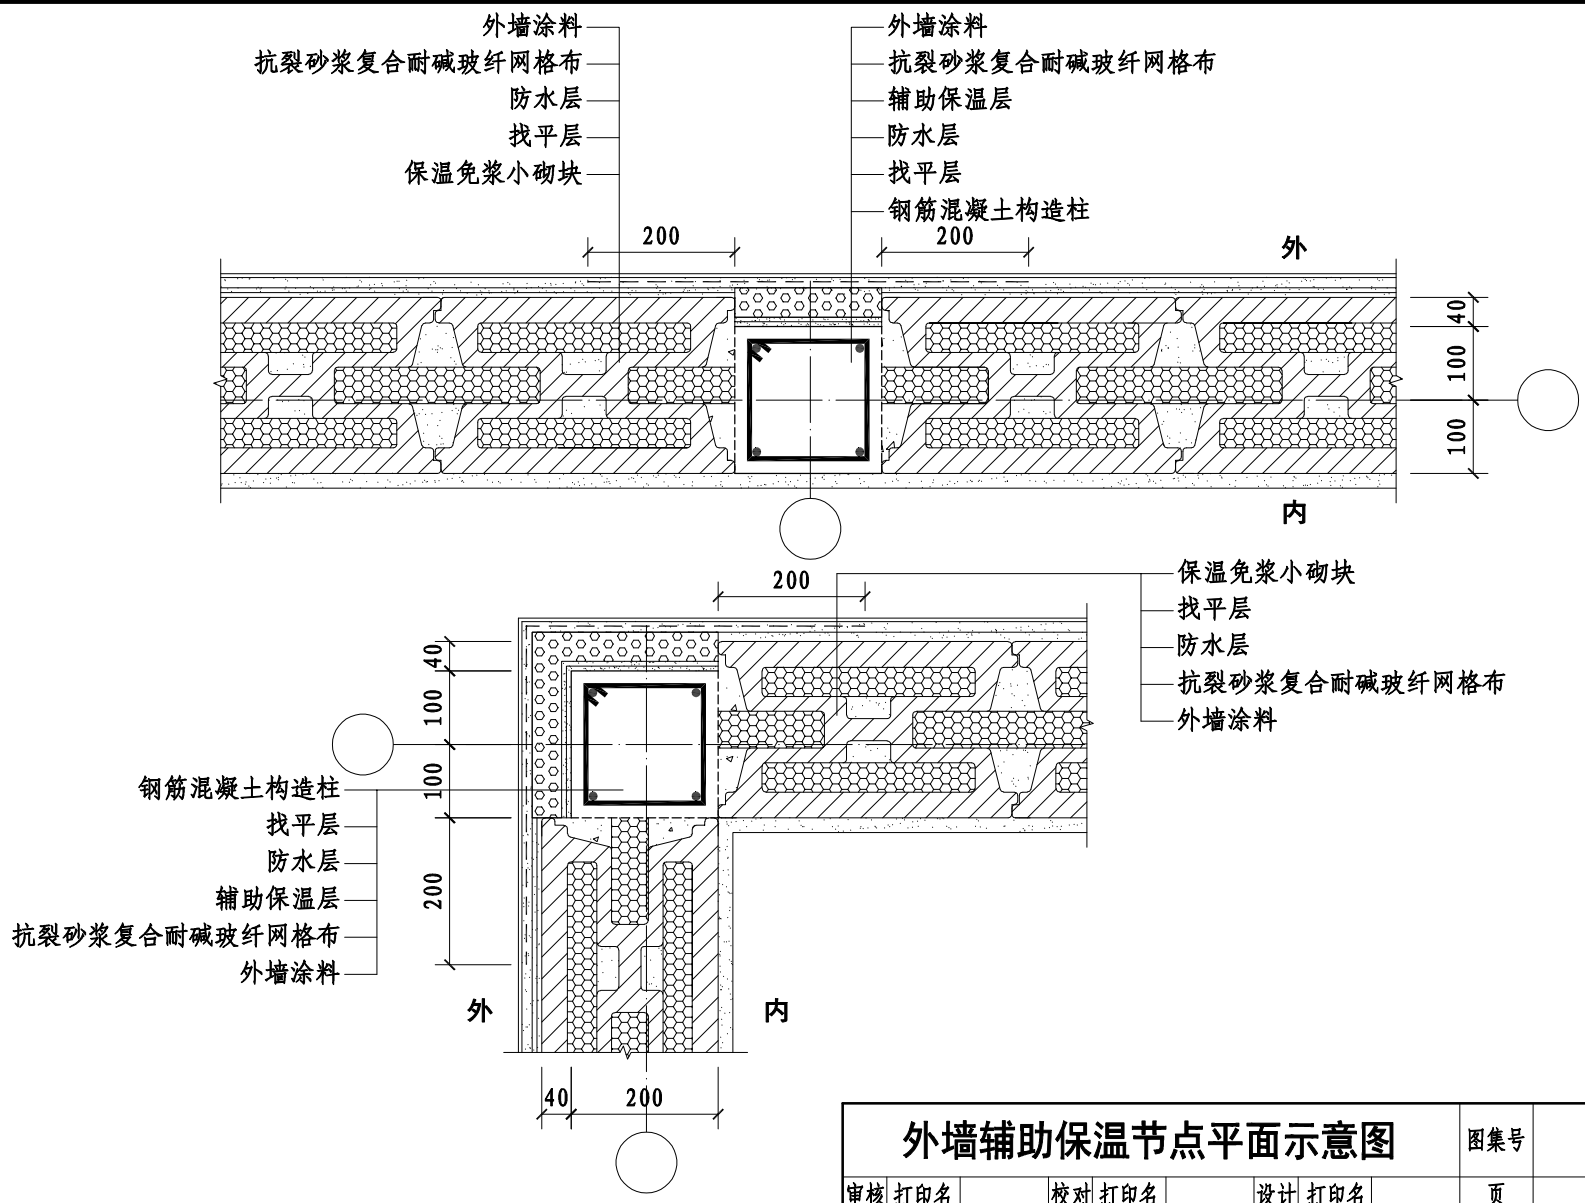 外墙涂料
抗裂砂浆复合耐碱玻纤网格布
防水层
找平层
保温免浆小砌块
外墙涂料
抗裂砂浆复合耐碱玻纤网格布
辅助保温层
防水层
找平层
钢筋混凝土构造柱
200
200
外
40
100
100
内
200
保温免浆小砌块
找平层
防水层
抗裂砂浆复合耐碱玻纤网格布
外墙涂料
40
100
100
200
钢筋混凝土构造柱
找平层
防水层
辅助保温层
抗裂砂浆复合耐碱玻纤网格布
外墙涂料
外
内
40
200
外墙辅助保温节点平面示意图
图集号
审核 打印名 校对 打印名 设计 打印名 页